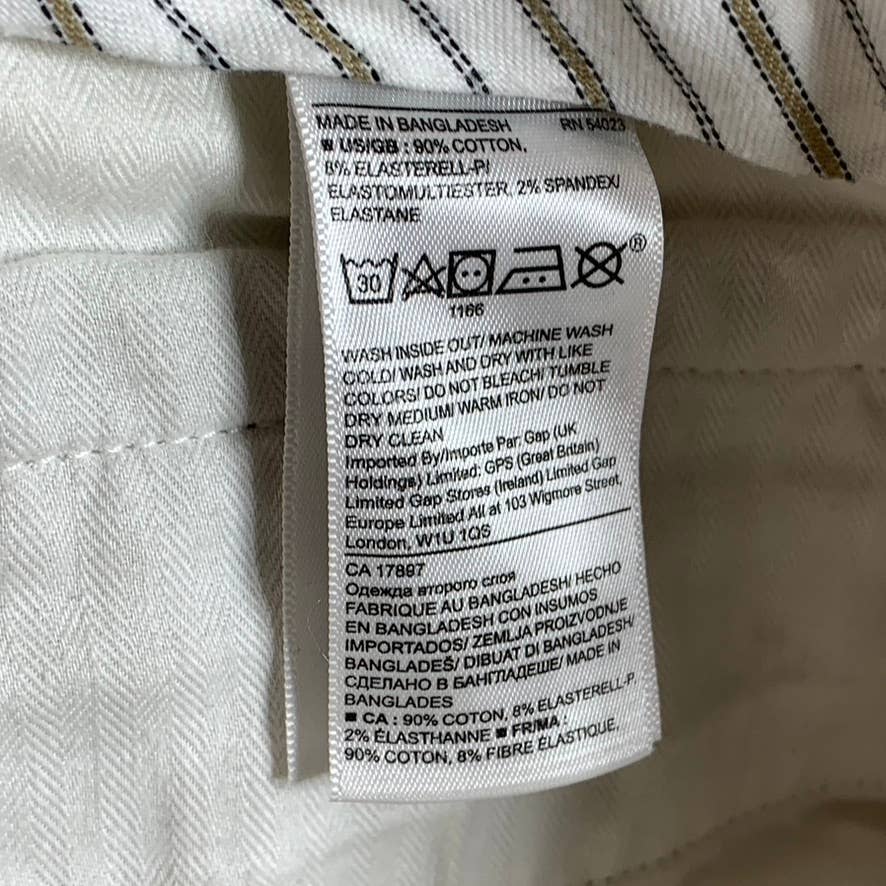 MADE IN BANGLADESH RN 54023
■ US/GB : 90% COTTON,
8% ELASTERELL-P/
ELASTOMULTIESTER, 2% SPANDEX/
ELASTANE
30 ®
1166
WASH INSIDE OUT/ MACHINE WASH
COLD/ WASH AND DRY WITH LIKE
COLORS/ DO NOT BLEACH/ TUMBLE
DRY MEDIUM/ WARM IRON/ DO NOT
DRY CLEAN
Imported By/Importe Par: Gap (UK
Holdings) Limited; GPS (Great Britain)
Limited Gap Stores (Ireland) Limited Gap
Europe Limited All at 103 Wigmore Street,
London, W1U 1QS
CA 17897
Одежда второго слоя
FABRIQUE AU BANGLADESH/ HECHO
EN BANGLADESH CON INSUMOS
IMPORTADOS/ ZEMLJA PROIZVODNJE
BANGLADEŠ/ DIBUAT DI BANGLADESH/
СДЕЛАНО В БАНГЛАДЕШЕ/ MADE IN
BANGLADES
■ CA : 90% COTON, 8% ELASTERELL-P,
2% ÉLASTHANNE ■ FR/MA :
90% COTON, 8% FIBRE ÉLASTIQUE,